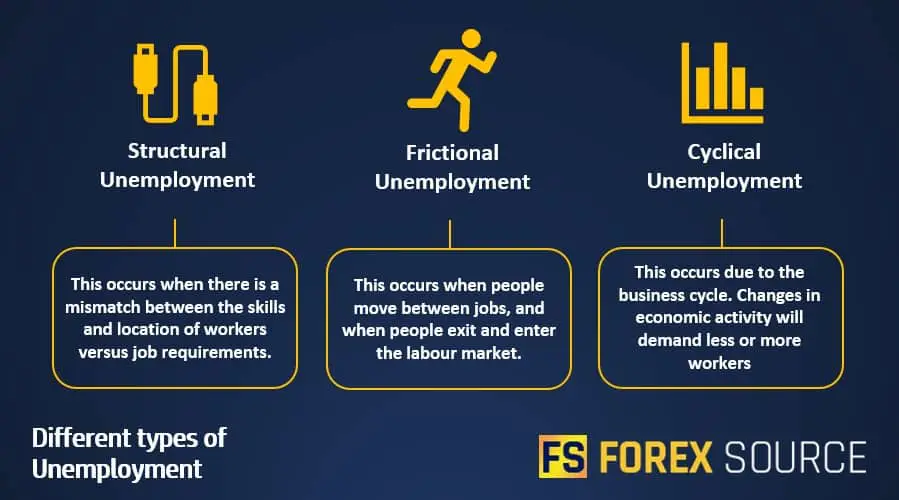 Structural
Unemployment
This occurs when there is a
mismatch between the skills
and location of workers
versus job requirements.
Frictional
Unemployment
This occurs when people
move between jobs, and
when people exit and enter
the labour market.
Cyclical
Unemployment
This occurs due to the
business cycle. Changes in
economic activity will
demand less or more
workers
Different types of
Unemployment
FS FOREX SOURCE